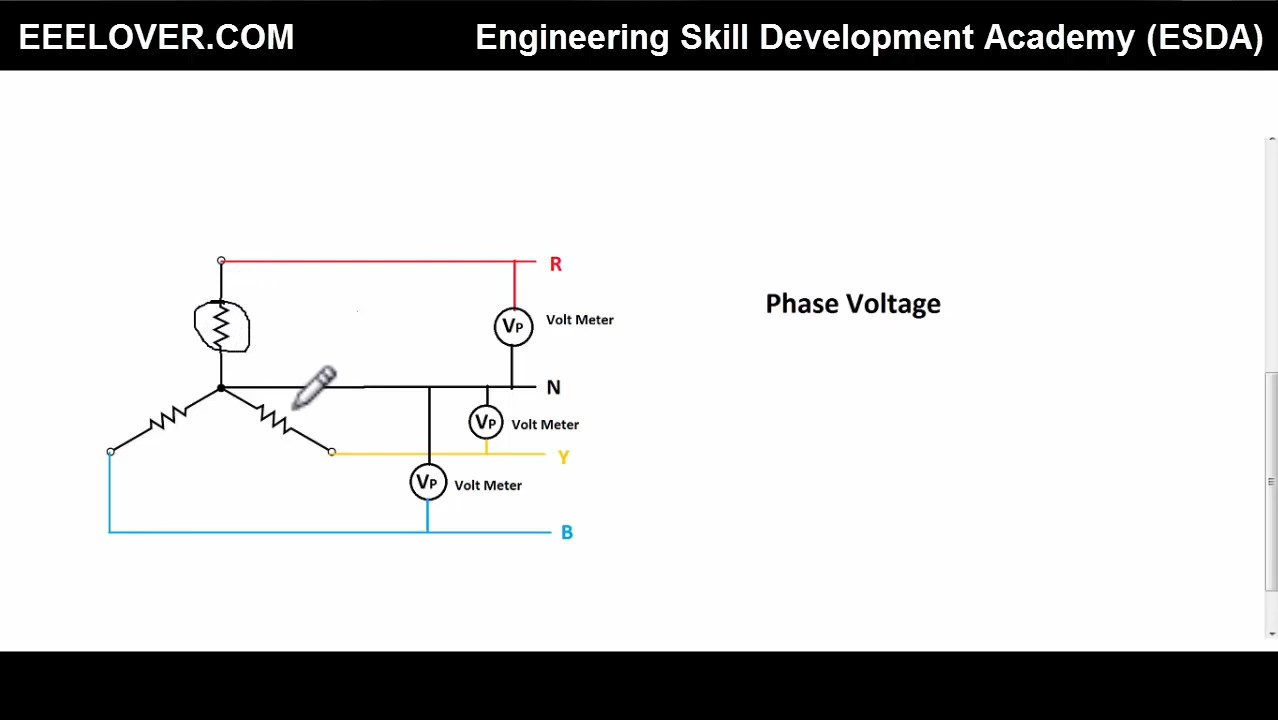 EEELOVER.COM
Engineering Skill Development Academy (ESDA)
R
VP
Volt Meter
Phase Voltage
N
VP
Volt Meter
Y
VP
Volt Meter
B